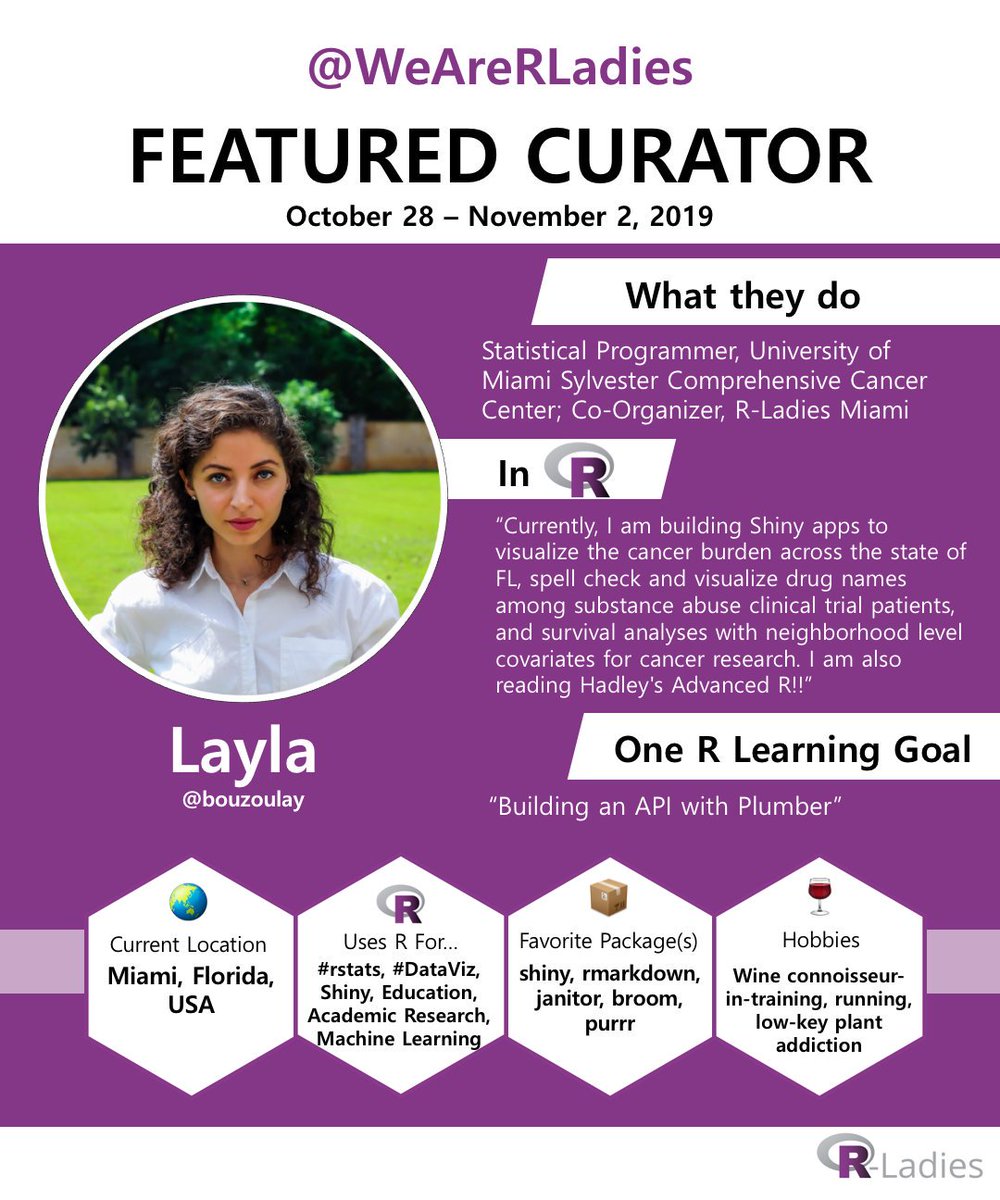 @WeAreRLadies
FEATURED CURATOR
October 28 – November 2, 2019
What they do
Statistical Programmer, University of
Miami Sylvester Comprehensive Cancer
Center; Co-Organizer, R-Ladies Miami
In R
“Currently, I am building Shiny apps to
visualize the cancer burden across the state of
FL, spell check and visualize drug names
among substance abuse clinical trial patients,
and survival analyses with neighborhood level
covariates for cancer research. I am also
reading Hadley's Advanced R!!”
Layla
@bouzoulay
One R Learning Goal
“Building an API with Plumber”
Current Location
Miami, Florida,
USA
R
Uses R For...
#rstats, #DataViz,
Shiny, Education,
Academic Research,
Machine Learning
Favorite Package(s)
shiny, rmarkdown,
janitor, broom,
purrr
Hobbies
Wine connoisseur-
in-training, running,
low-key plant
addiction
R-Ladies